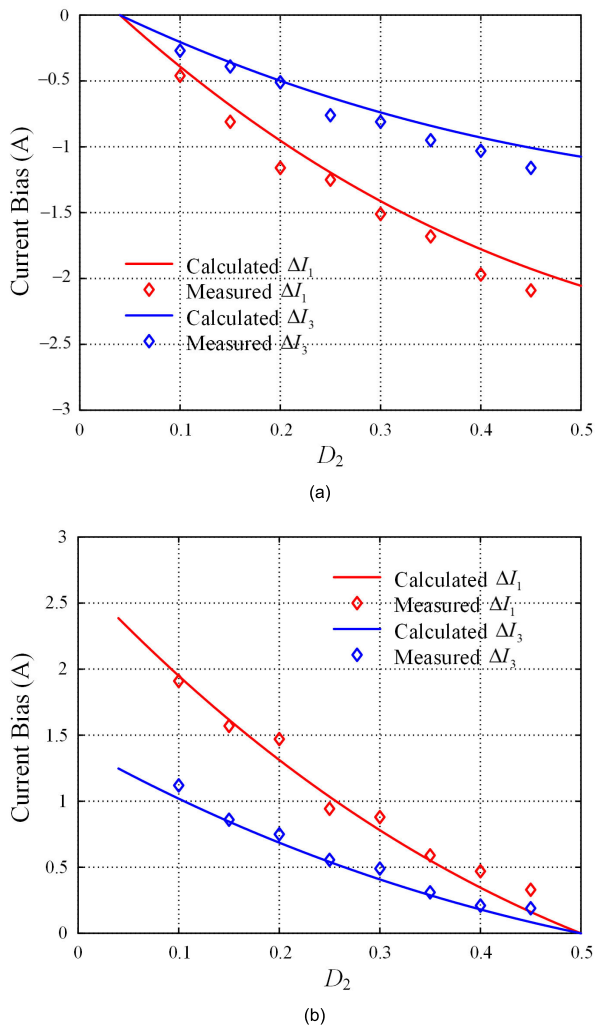 0
−0.5
−1
−1.5
−2
−2.5
−3
Current Bias (A)
Calculated ΔI₁
Measured ΔI₁
Calculated ΔI₃
Measured ΔI₃
0 0.1 0.2 0.3 0.4 0.5
D₂
(a)
3
2.5
2
1.5
1
0.5
0
Current Bias (A)
Calculated ΔI₁
Measured ΔI₁
Calculated ΔI₃
Measured ΔI₃
0 0.1 0.2 0.3 0.4 0.5
D₂
(b)